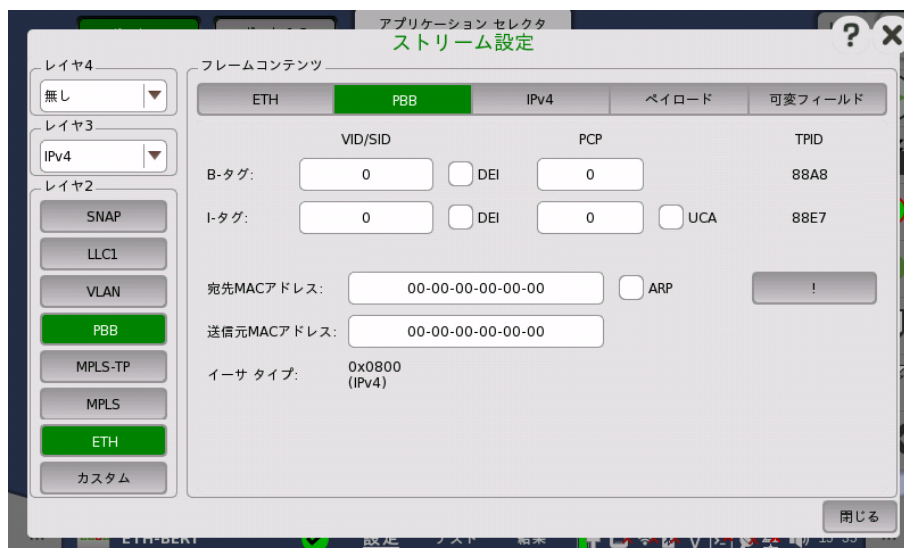 アプリケーション セレクタ
ストリーム設定
?
レイヤ4
無し
レイヤ3
IPv4
レイヤ2
SNAP
LLC1
VLAN
PBB
MPLS-TP
MPLS
ETH
カスタム
フレームコンテンツ
ETH PBB IPv4 ペイロード 可変フィールド
VID/SID PCP TPID
B-タグ: 0 DEI 0 88A8
I-タグ: 0 DEI 0 UCA 88E7
宛先MACアドレス: 00-00-00-00-00-00 ARP !
送信元MACアドレス: 00-00-00-00-00-00
イーサ タイプ: 0x0800
(IPv4)
閉じる
ETH-BERT 設定 テスト 結果